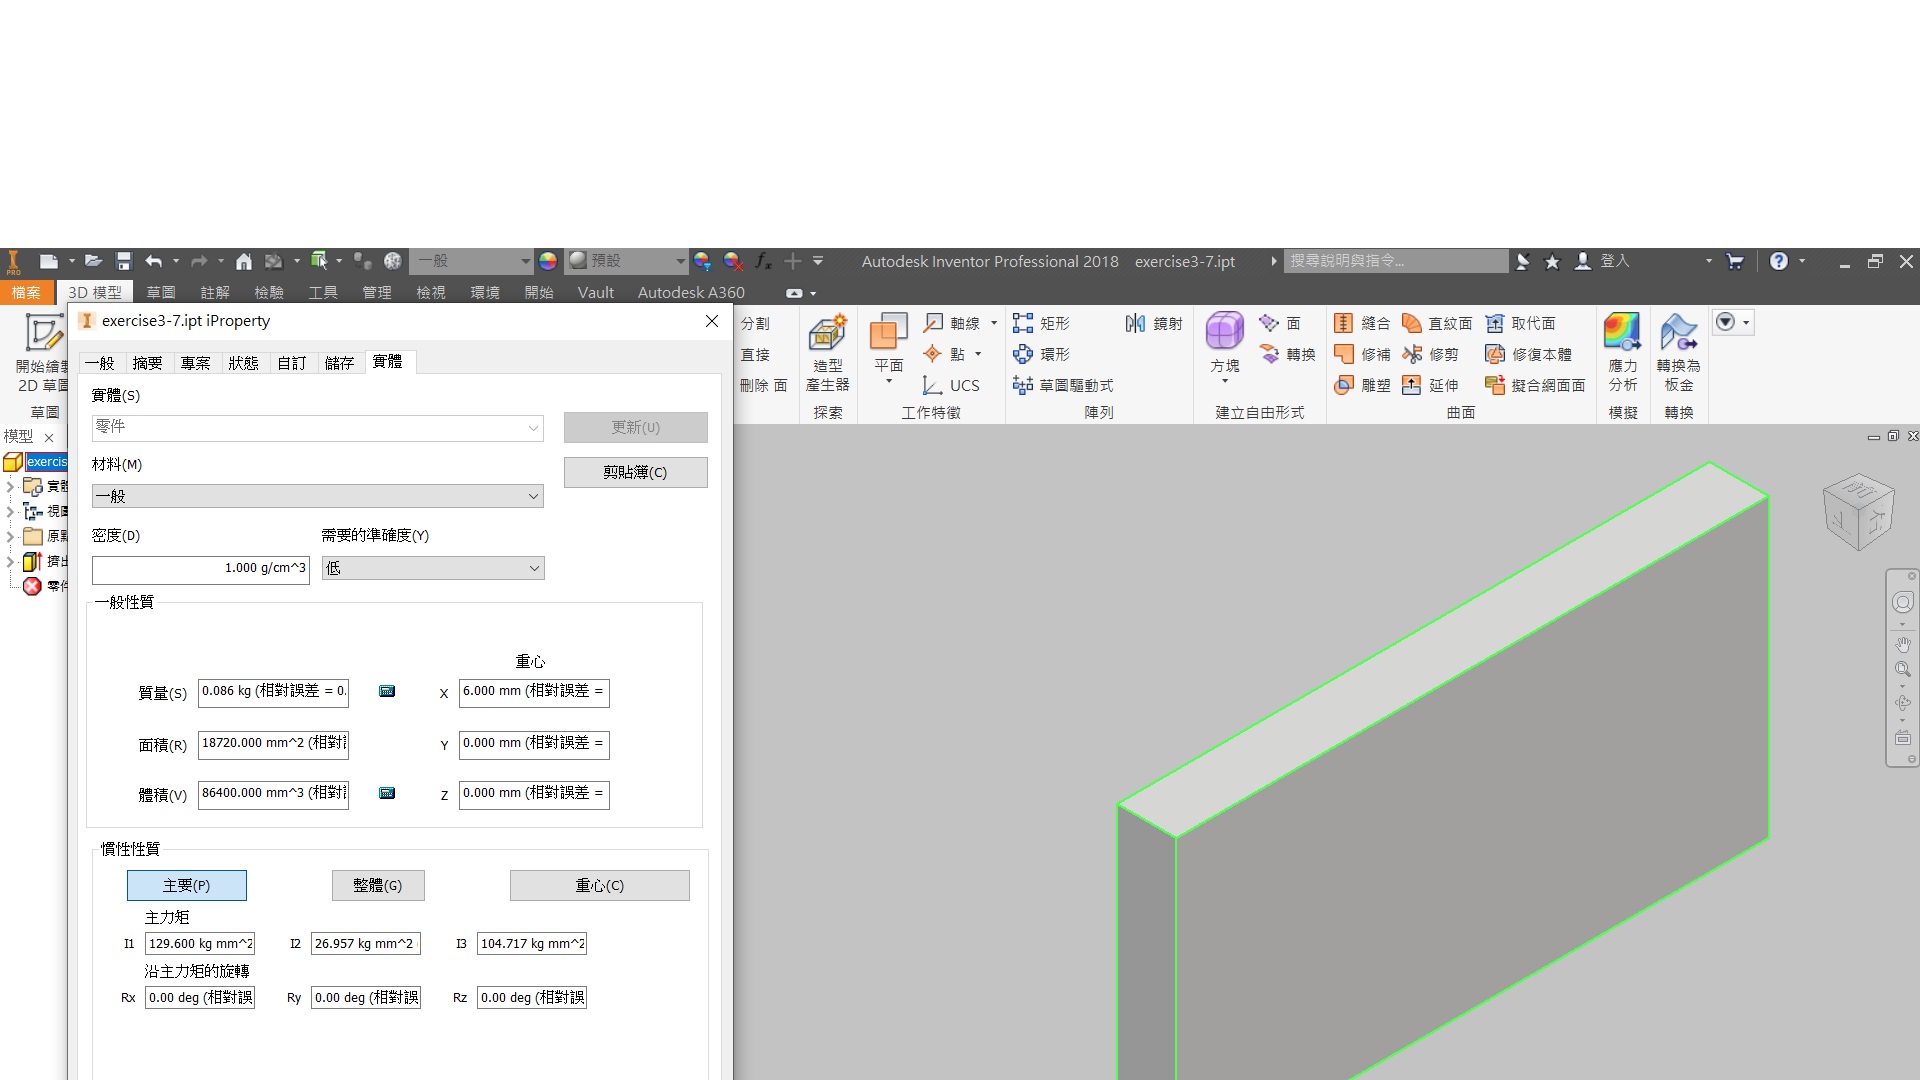 PRO
一般
預設
Autodesk Inventor Professional 2018 exercise3-7.ipt
搜尋說明與指令...
登入
檔案 3D 模型 草圖 註解 檢驗 工具 管理 檢視 環境 開始 Vault Autodesk A360
exercise3-7.ipt iProperty
一般 摘要 專案 狀態 自訂 儲存 實體
實體(S)
零件
更新(U)
材料(M)
剪貼簿(C)
一般
密度(D) 需要的準確度(Y)
1.000 g/cm^3 低
一般性質
重心
質量(S) 0.086 kg (相對誤差 = 0. X 6.000 mm (相對誤差 =
面積(R) 18720.000 mm^2 (相對 Y 0.000 mm (相對誤差 =
體積(V) 86400.000 mm^3 (相對 Z 0.000 mm (相對誤差 =
慣性性質
主要(P) 整體(G) 重心(C)
主力矩
I1 129.600 kg mm^2 I2 26.957 kg mm^2 I3 104.717 kg mm^2
沿主力矩的旋轉
Rx 0.00 deg (相對誤 Ry 0.00 deg (相對誤 Rz 0.00 deg (相對誤
開始繪製
2D 草圖
草圖
模型
exercis
實體
視圖
原點
擠出
零件
分割
直接
刪除 面
造型
產生器
探索
平面
軸線
點
UCS
工作特徵
矩形
環形
草圖驅動式
鏡射
陣列
方塊
面
轉換
建立自由形式
縫合 直紋面 取代面
修補 修剪 修復本體
雕塑 延伸 擬合網面面
曲面
應力
分析
模擬
轉換為
板金
轉換